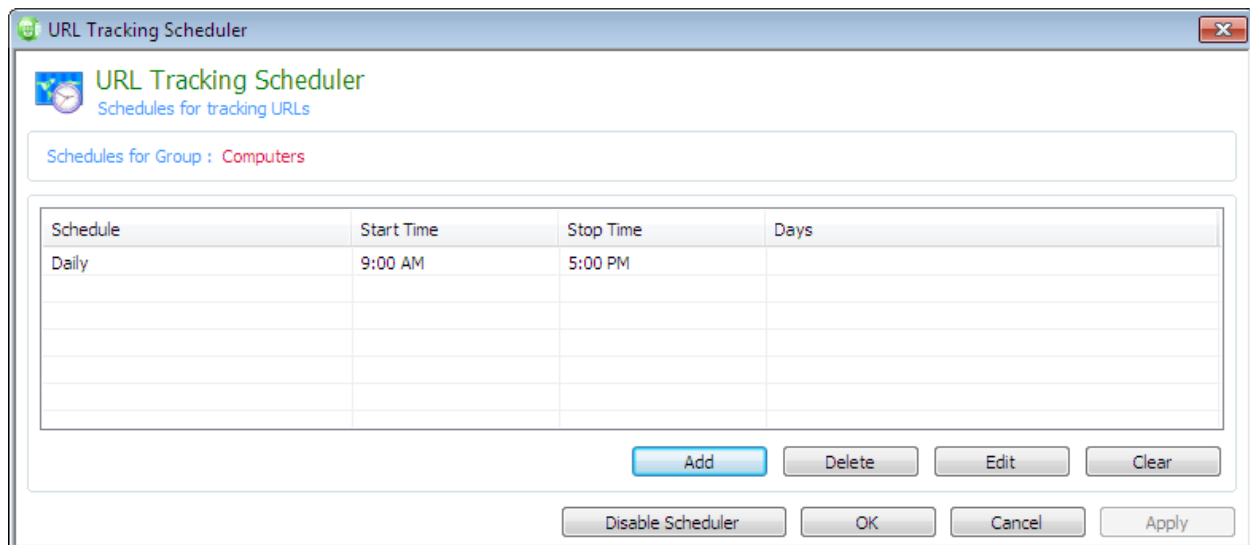 URL Tracking Scheduler
URL Tracking Scheduler
Schedules for tracking URLs
Schedules for Group : Computers
Schedule Start Time Stop Time Days
Daily 9:00 AM 5:00 PM
Add Delete Edit Clear
Disable Scheduler OK Cancel Apply